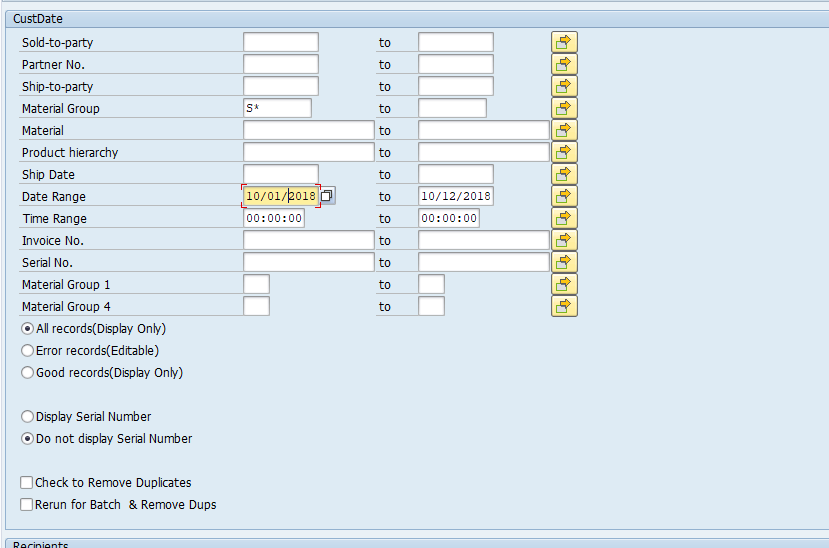 CustDate
Sold-to-party to
Partner No. to
Ship-to-party to
Material Group S* to
Material to
Product hierarchy to
Ship Date to
Date Range 10/01/2018 to 10/12/2018
Time Range 00:00:00 to 00:00:00
Invoice No. to
Serial No. to
Material Group 1 to
Material Group 4 to
All records(Display Only)
Error records(Editable)
Good records(Display Only)
Display Serial Number
Do not display Serial Number
Check to Remove Duplicates
Rerun for Batch & Remove Dups
Recipients